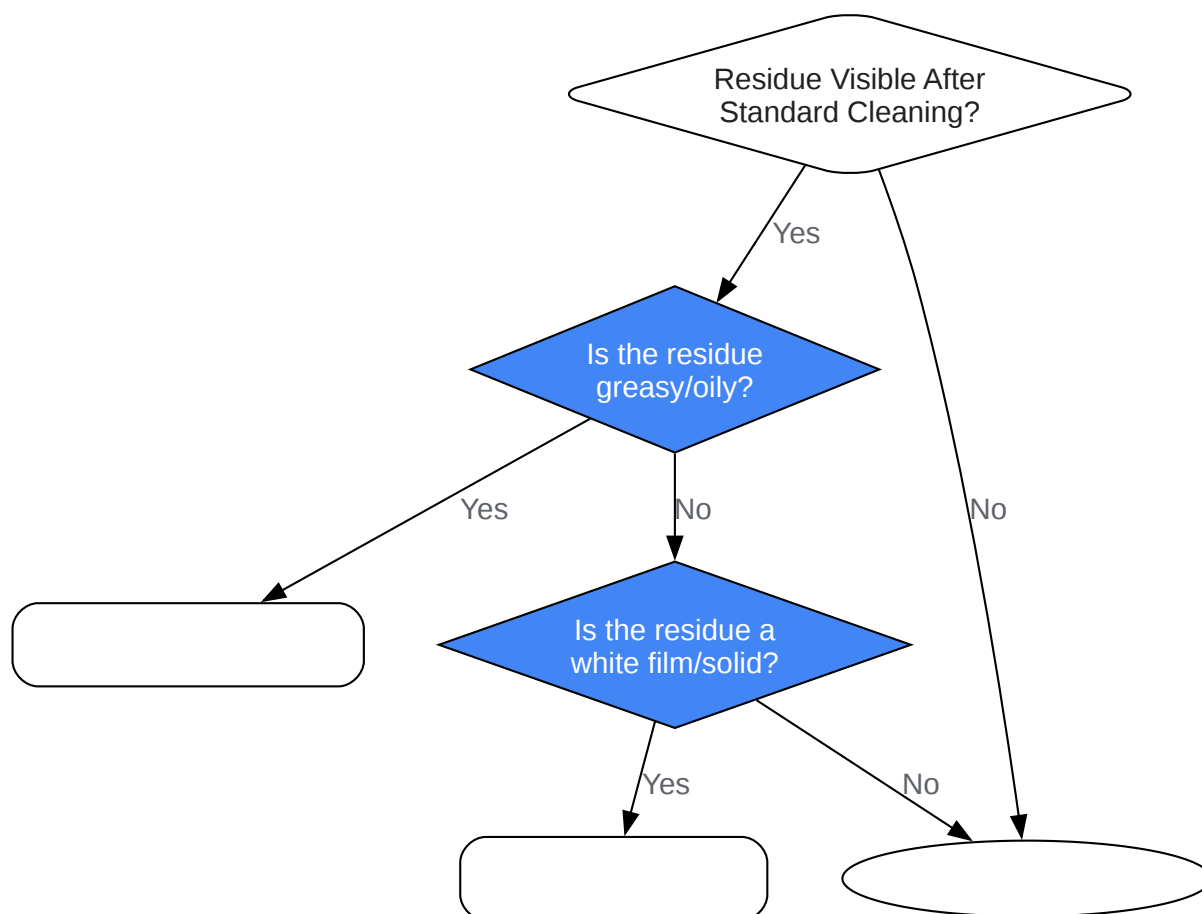 Residue Visible After
Standard Cleaning?
Yes
Is the residue
greasy/oily?
Yes
No
No
Is the residue a
white film/solid?
Yes
No